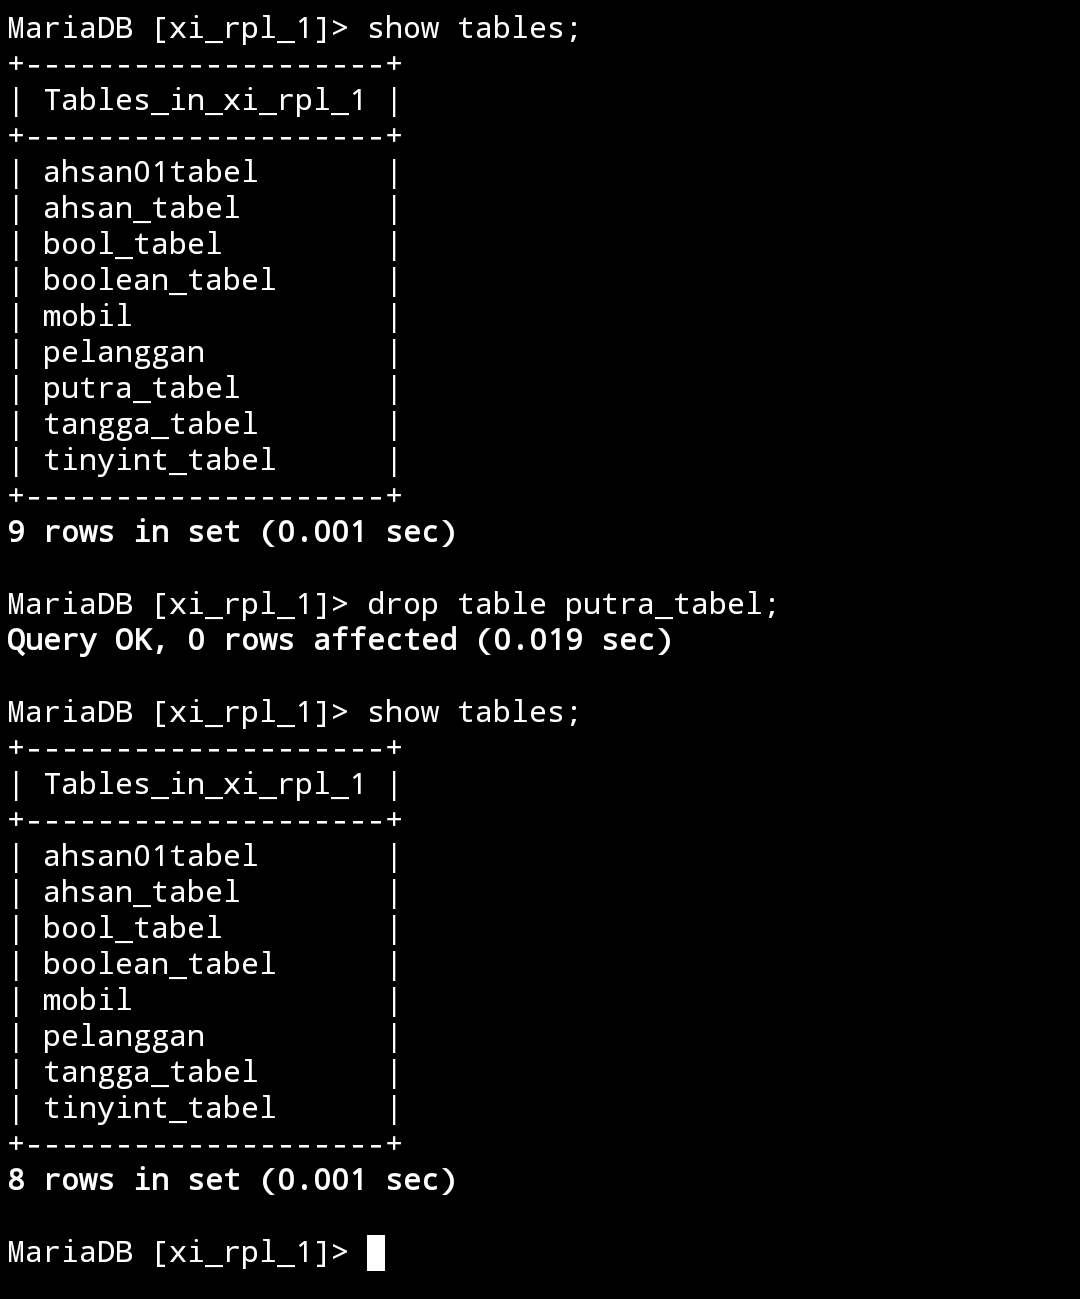 MariaDB [xi_rpl_1]> show tables;
+--------------------+
| Tables_in_xi_rpl_1 |
+--------------------+
| ahsan01tabel       |
| ahsan_tabel        |
| bool_tabel         |
| boolean_tabel      |
| mobil              |
| pelanggan          |
| putra_tabel        |
| tangga_tabel       |
| tinyint_tabel      |
+--------------------+
9 rows in set (0.001 sec)

MariaDB [xi_rpl_1]> drop table putra_tabel;
Query OK, 0 rows affected (0.019 sec)

MariaDB [xi_rpl_1]> show tables;
+--------------------+
| Tables_in_xi_rpl_1 |
+--------------------+
| ahsan01tabel       |
| ahsan_tabel        |
| bool_tabel         |
| boolean_tabel      |
| mobil              |
| pelanggan          |
| tangga_tabel       |
| tinyint_tabel      |
+--------------------+
8 rows in set (0.001 sec)

MariaDB [xi_rpl_1]>